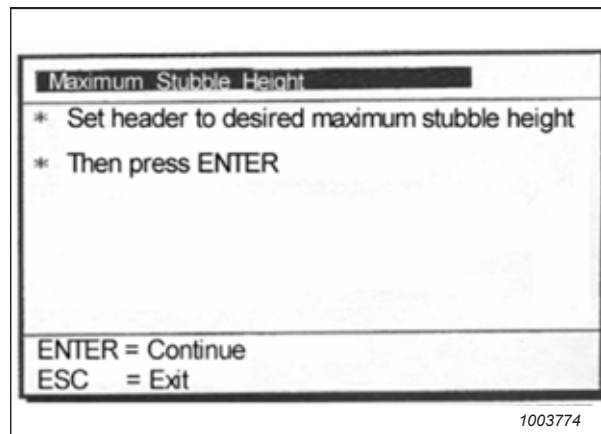 Maximum Stubble Height
* Set header to desired maximum stubble height
* Then press ENTER
ENTER = Continue
ESC = Exit
1003774